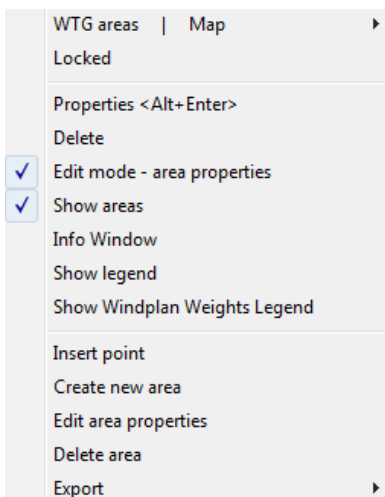 WTG areas | Map
Locked
Properties <Alt+Enter>
Delete
Edit mode - area properties
Show areas
Info Window
Show legend
Show Windplan Weights Legend
Insert point
Create new area
Edit area properties
Delete area
Export